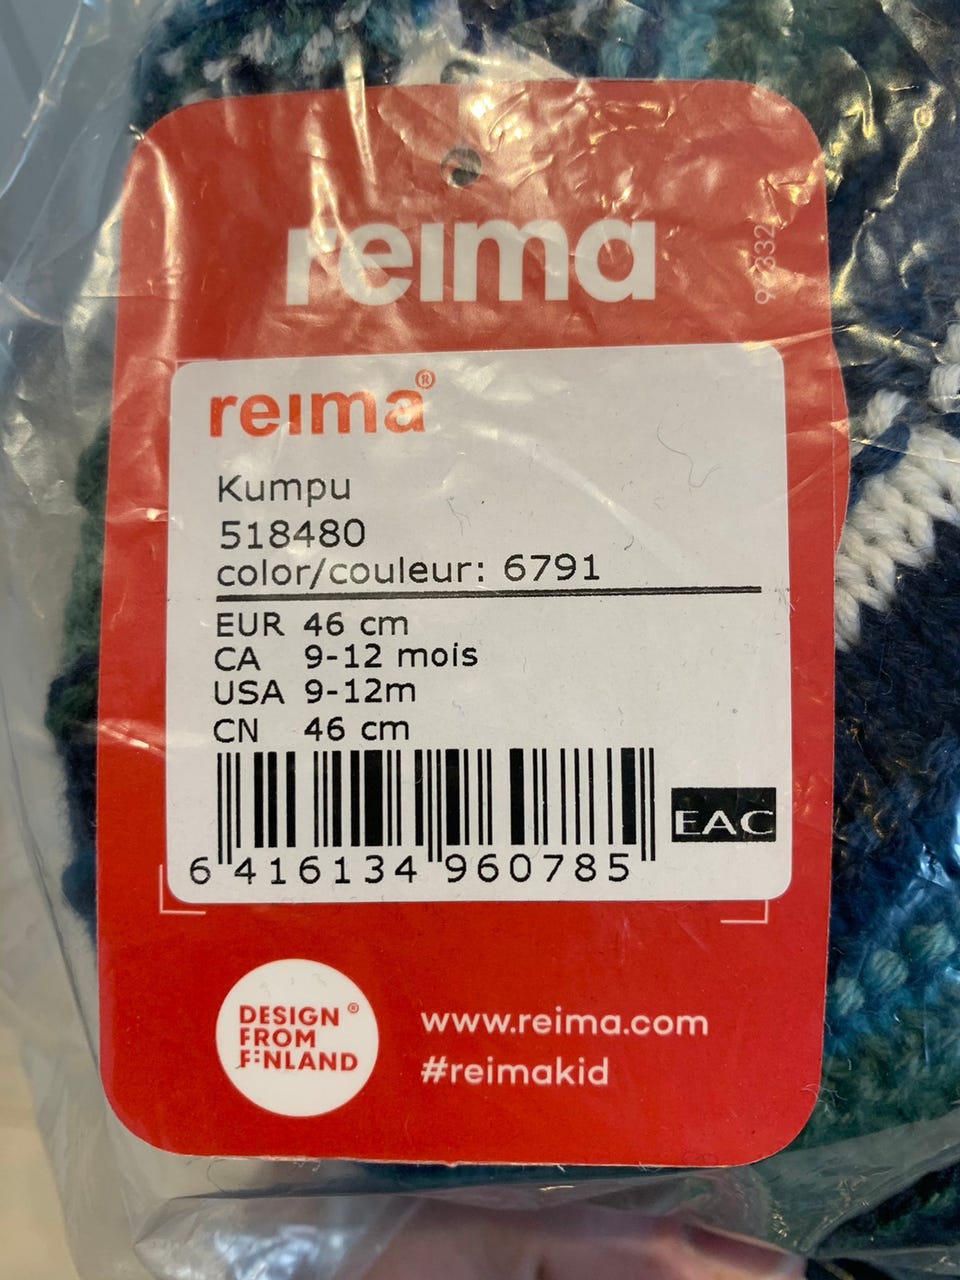 reima
reima®
Kumpu
518480
color/couleur: 6791
EUR 46 cm
CA 9-12 mois
USA 9-12m
CN 46 cm
6 416134 960785
EAC
DESIGN ®
FROM
FINLAND
www.reima.com
#reimakid